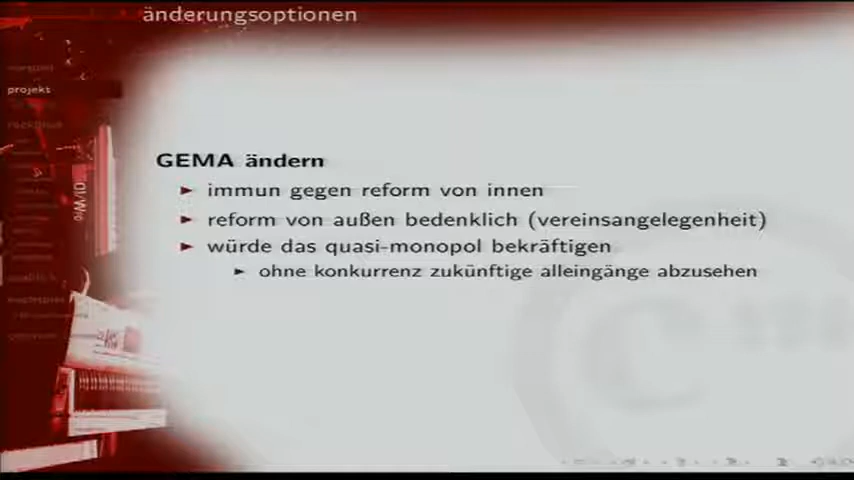 änderungsoptionen
projekt
GEMA ändern
immun gegen reform von innen
reform von außen bedenklich (vereinsangelegenheit)
würde das quasi-monopol bekräftigen
ohne konkurrenz zukünftige alleingänge abzusehen